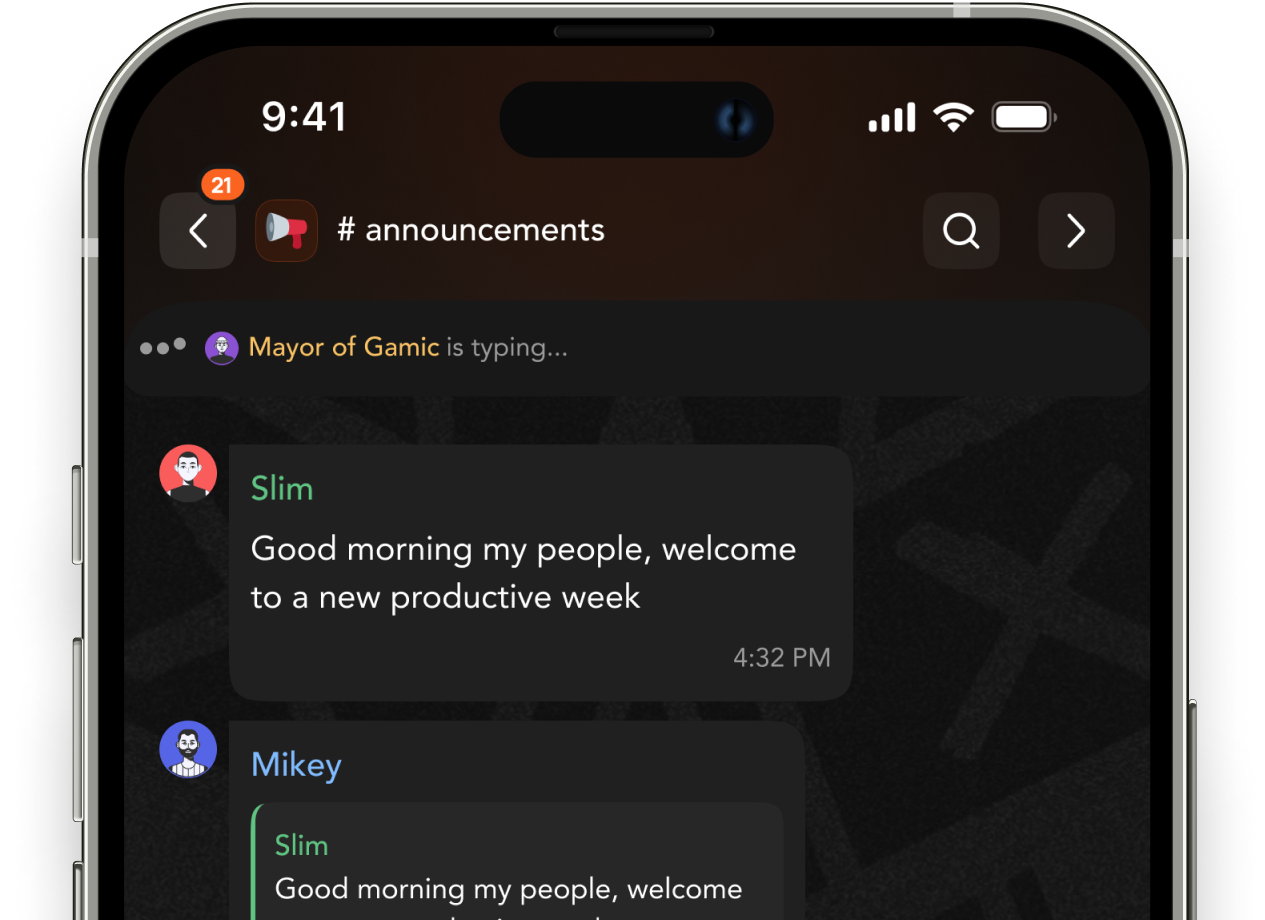 9:41
21
# announcements
Mayor of Gamic is typing...
Slim
Good morning my people, welcome
to a new productive week
4:32 PM
Mikey
Slim
Good morning my people, welcome